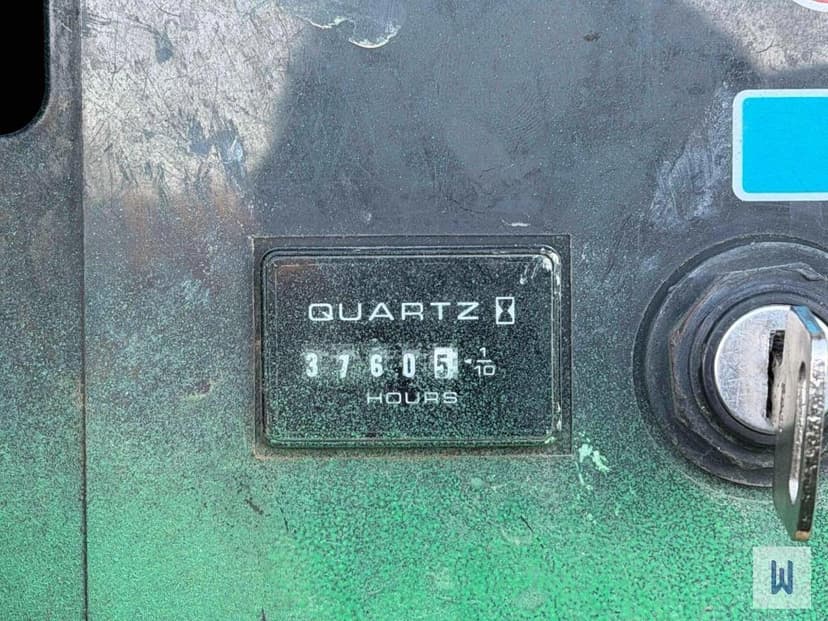 QUARTZ
37605 - 1/10
HOURS
W